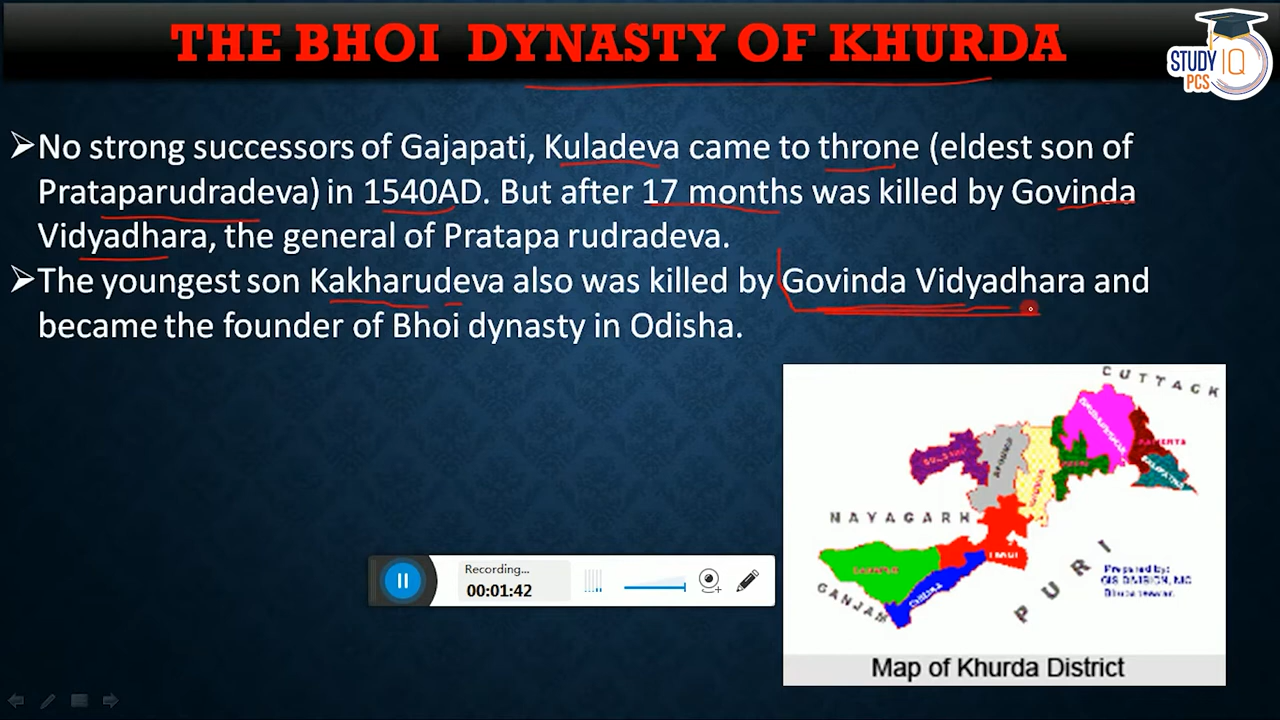 THE BHOI DYNASTY OF KHURDA
STUDY IQ
PCS
No strong successors of Gajapati, Kuladeva came to throne (eldest son of
Prataparudradeva) in 1540AD. But after 17 months was killed by Govinda
Vidyadhara, the general of Pratapa rudradeva.
The youngest son Kakharudeva also was killed by Govinda Vidyadhara and
became the founder of Bhoi dynasty in Odisha.
CUTTACK
NAYAGARH
GANJAM
PURI
Prepared by:
GIS DIVISION, NIC
Map of Khurda District
Recording...
00:01:42